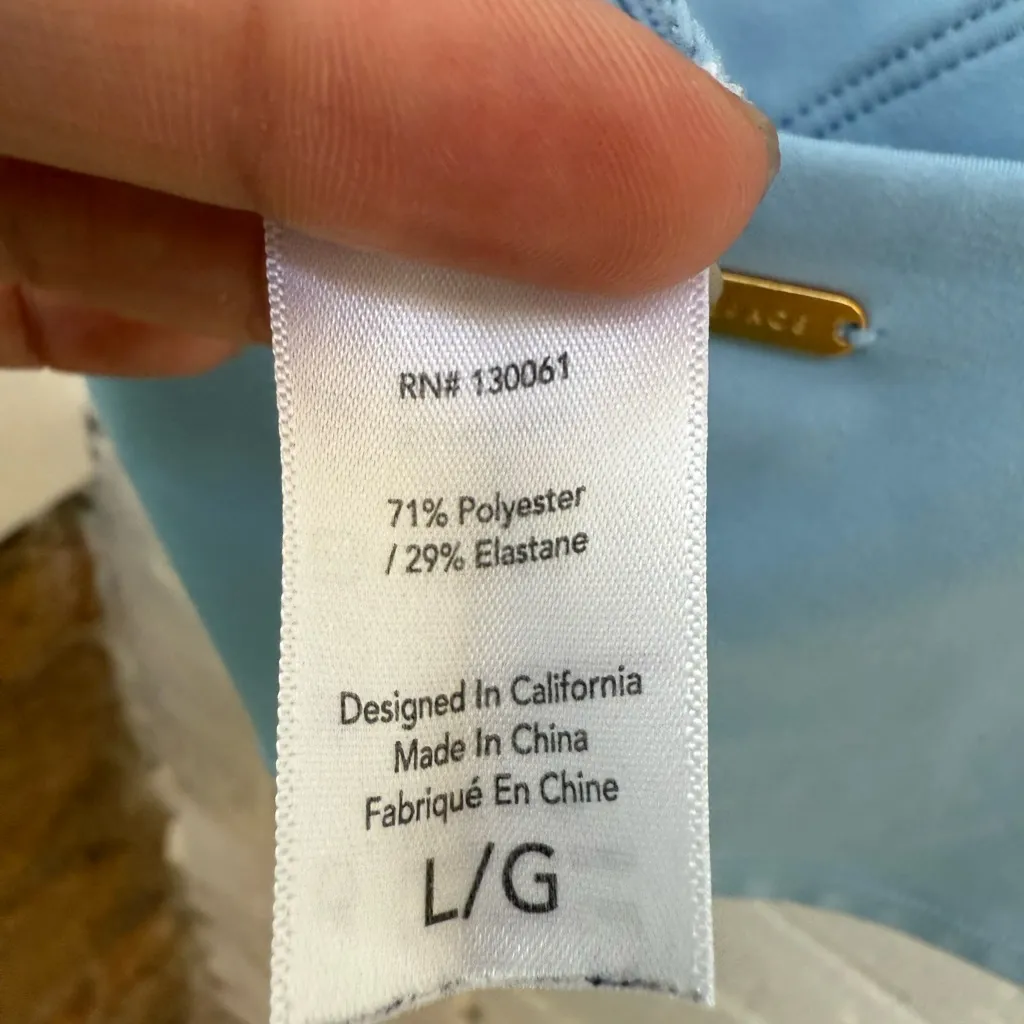 RN# 130061
71% Polyester
/ 29% Elastane
Designed In California
Made In China
Fabriqué En Chine
L/G